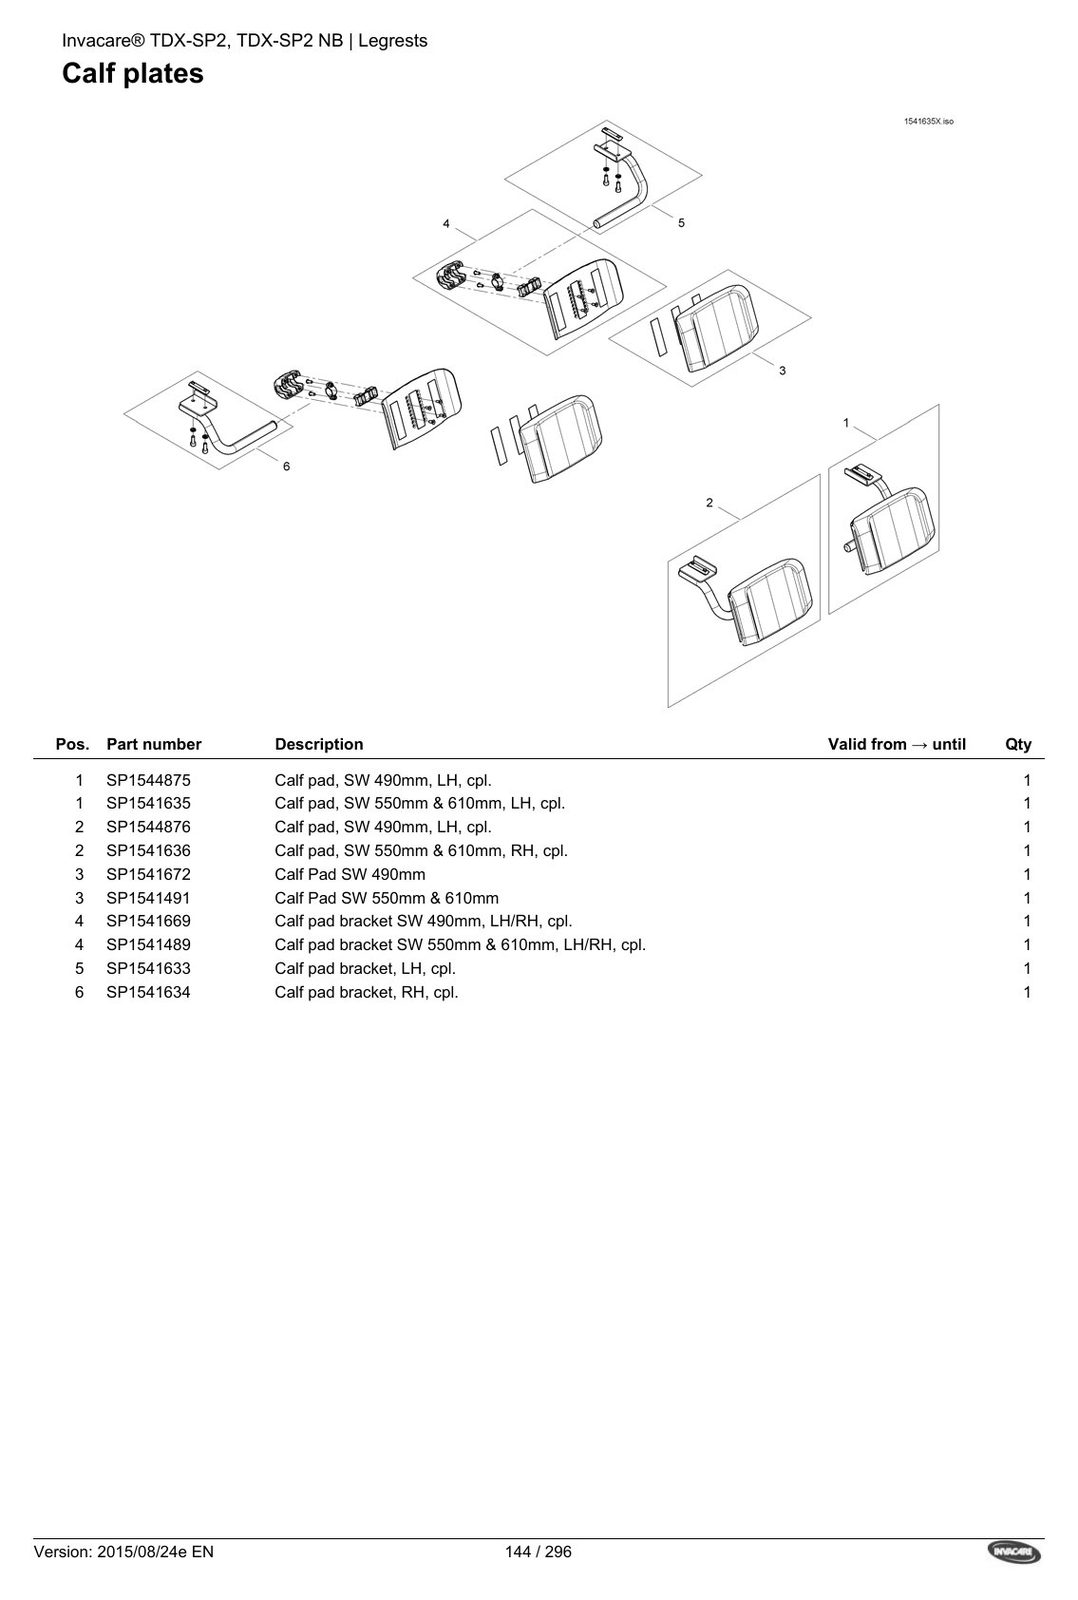 Invacare® TDX-SP2, TDX-SP2 NB | Legrests
Calf plates
1541635X.iso
4
5
3
6
1
2
Pos. Part number Description Valid from → until Qty
1 SP1544875 Calf pad, SW 490mm, LH, cpl. 1
1 SP1541635 Calf pad, SW 550mm & 610mm, LH, cpl. 1
2 SP1544876 Calf pad, SW 490mm, LH, cpl. 1
2 SP1541636 Calf pad, SW 550mm & 610mm, RH, cpl. 1
3 SP1541672 Calf Pad SW 490mm 1
3 SP1541491 Calf Pad SW 550mm & 610mm 1
4 SP1541669 Calf pad bracket SW 490mm, LH/RH, cpl. 1
4 SP1541489 Calf pad bracket SW 550mm & 610mm, LH/RH, cpl. 1
5 SP1541633 Calf pad bracket, LH, cpl. 1
6 SP1541634 Calf pad bracket, RH, cpl. 1
Version: 2015/08/24e EN 144 / 296 INVACARE